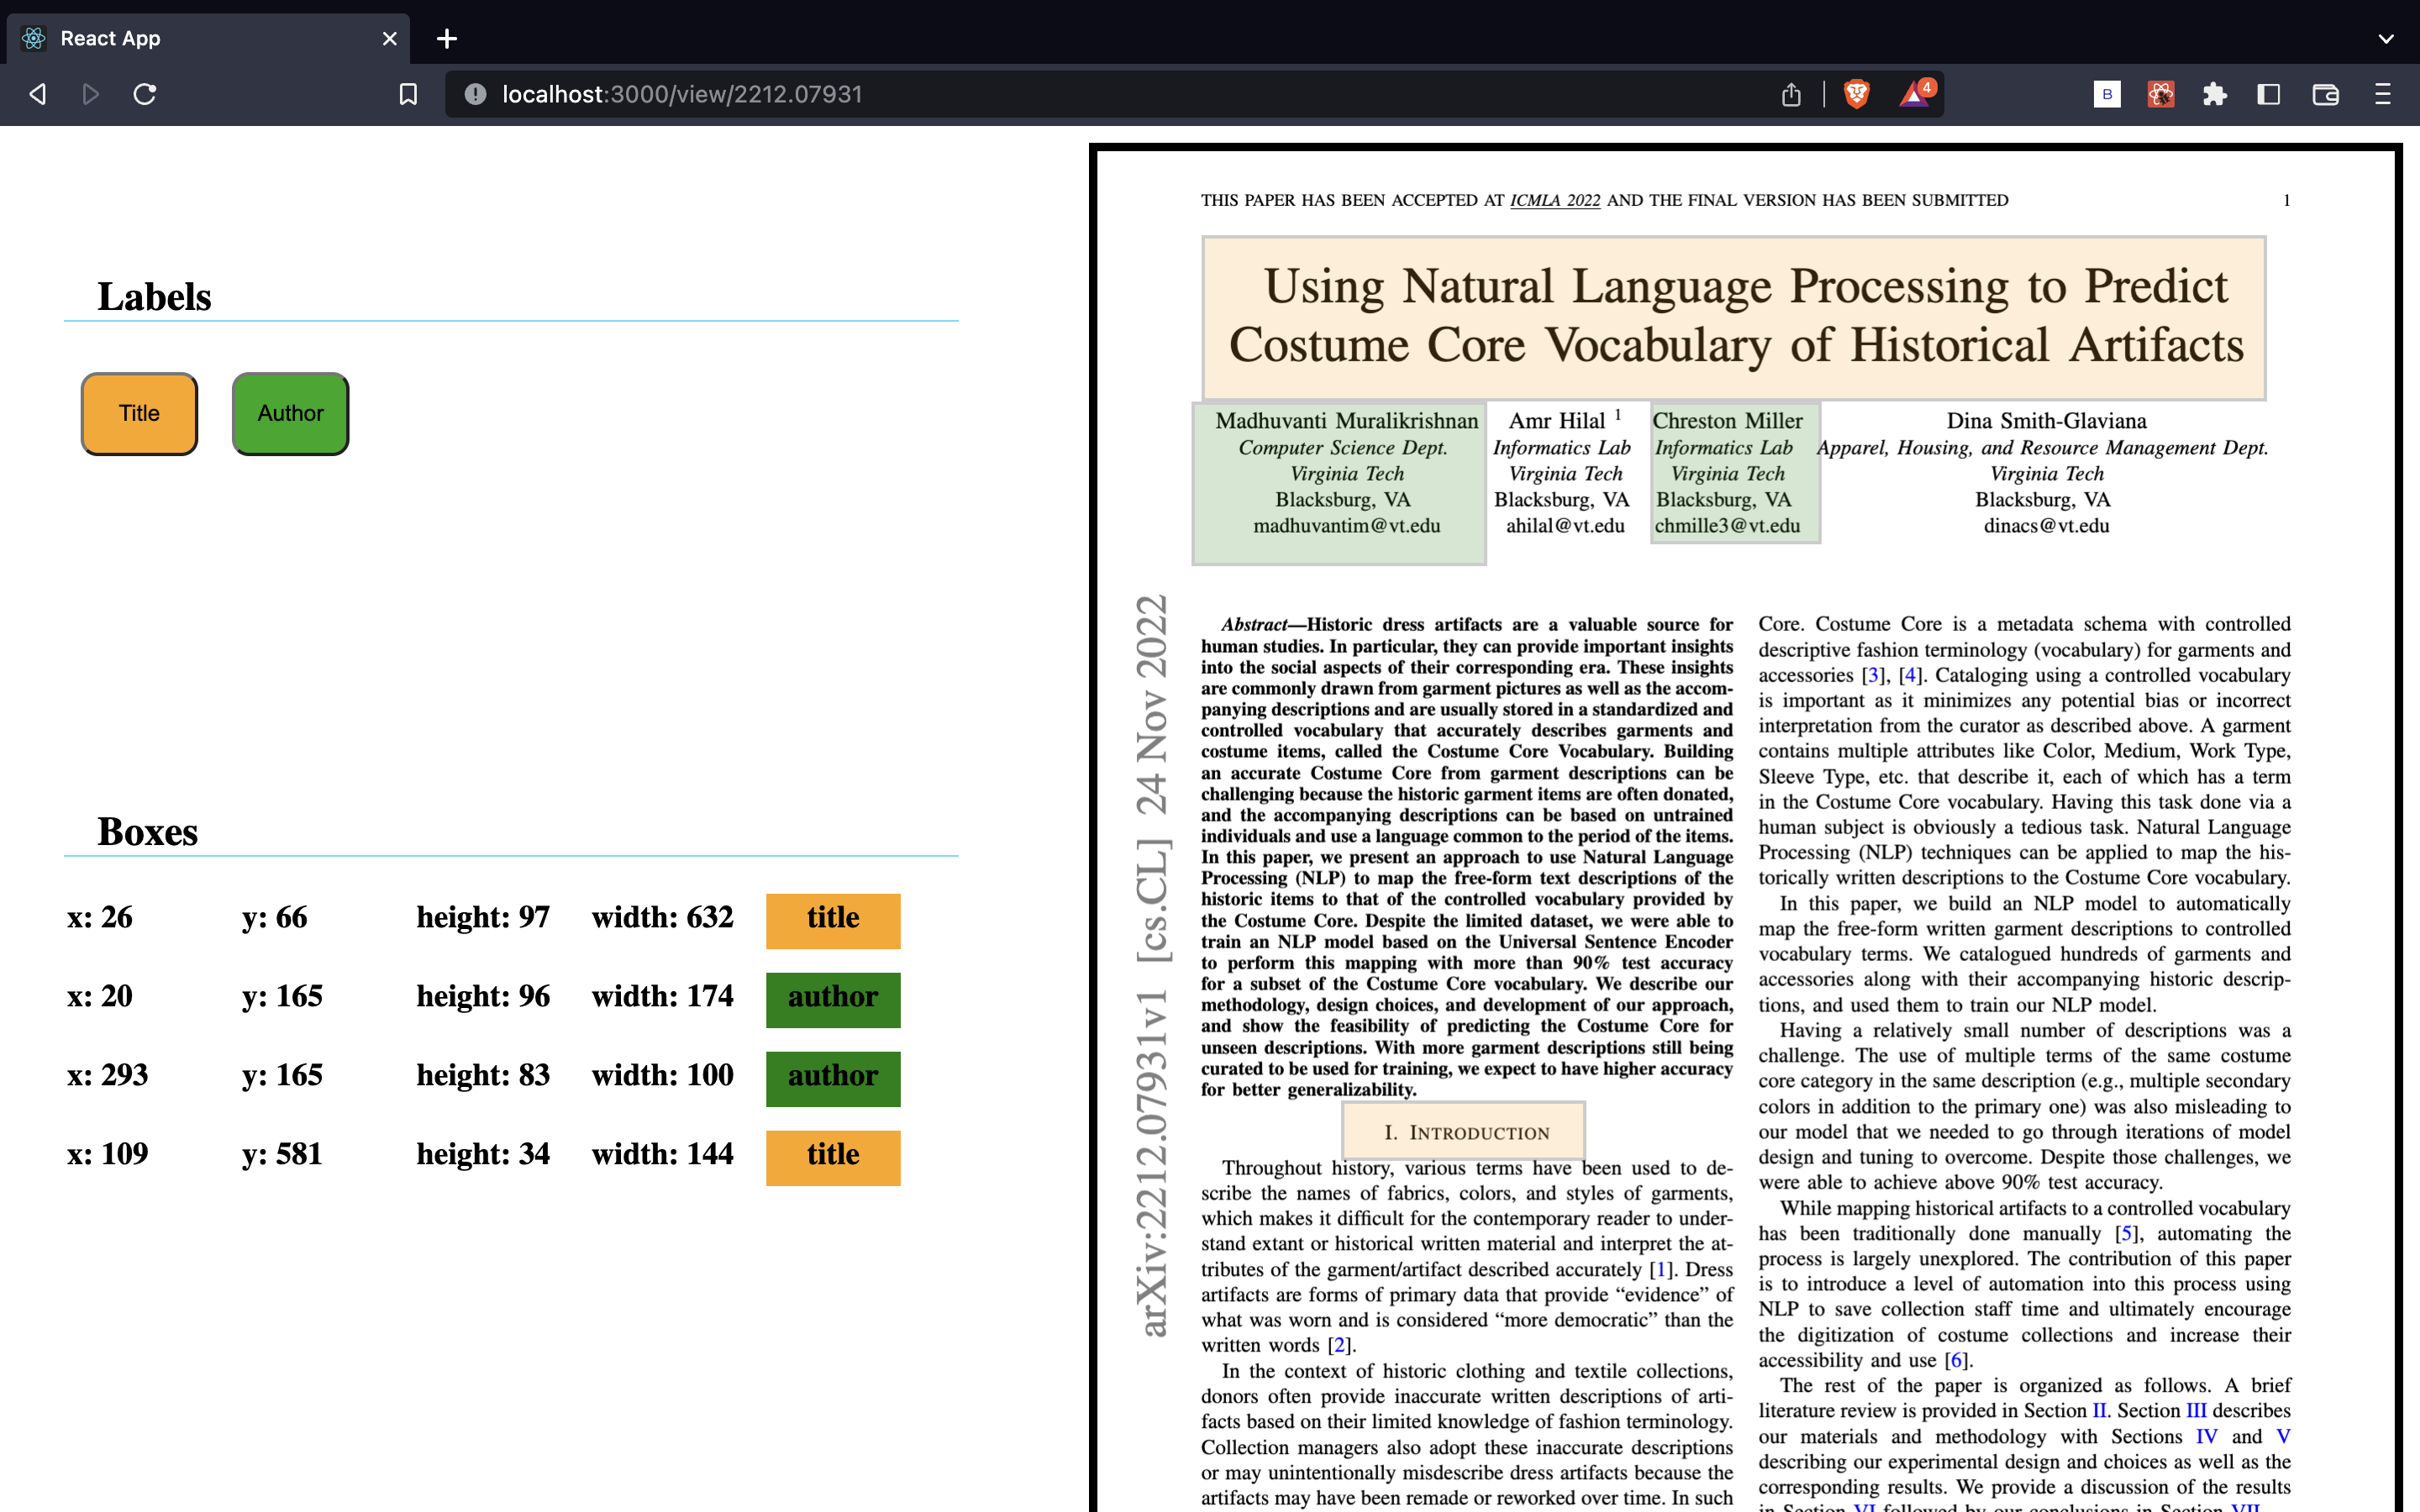 React App
localhost:3000/view/2212.07931
B
4
Labels
Title
Author
Boxes
x: 26 y: 66 height: 97 width: 632 title
x: 20 y: 165 height: 96 width: 174 author
x: 293 y: 165 height: 83 width: 100 author
x: 109 y: 581 height: 34 width: 144 title
THIS PAPER HAS BEEN ACCEPTED AT ICMLA 2022 AND THE FINAL VERSION HAS BEEN SUBMITTED 1
Using Natural Language Processing to Predict
Costume Core Vocabulary of Historical Artifacts
Madhuvanti Muralikrishnan
Computer Science Dept.
Virginia Tech
Blacksburg, VA
madhuvantim@vt.edu
Amr Hilal 1
Informatics Lab
Virginia Tech
Blacksburg, VA
ahilal@vt.edu
Chreston Miller
Informatics Lab
Virginia Tech
Blacksburg, VA
chmille3@vt.edu
Dina Smith-Glaviana
Apparel, Housing, and Resource Management Dept.
Virginia Tech
Blacksburg, VA
dinacs@vt.edu
arXiv:2212.07931v1 [cs.CL] 24 Nov 2022
Abstract—Historic dress artifacts are a valuable source for
human studies. In particular, they can provide important insights
into the social aspects of their corresponding era. These insights
are commonly drawn from garment pictures as well as the accom-
panying descriptions and are usually stored in a standardized and
controlled vocabulary that accurately describes garments and
costume items, called the Costume Core Vocabulary. Building
an accurate Costume Core from garment descriptions can be
challenging because the historic garment items are often donated,
and the accompanying descriptions can be based on untrained
individuals and use a language common to the period of the items.
In this paper, we present an approach to use Natural Language
Processing (NLP) to map the free-form text descriptions of the
historic items to that of the controlled vocabulary provided by
the Costume Core. Despite the limited dataset, we were able to
train an NLP model based on the Universal Sentence Encoder
to perform this mapping with more than 90% test accuracy
for a subset of the Costume Core vocabulary. We describe our
methodology, design choices, and development of our approach,
and show the feasibility of predicting the Costume Core for
unseen descriptions. With more garment descriptions still being
curated to be used for training, we expect to have higher accuracy
for better generalizability.
I. INTRODUCTION
Throughout history, various terms have been used to de-
scribe the names of fabrics, colors, and styles of garments,
which makes it difficult for the contemporary reader to under-
stand extant or historical written material and interpret the at-
tributes of the garment/artifact described accurately [1]. Dress
artifacts are forms of primary data that provide “evidence” of
what was worn and is considered “more democratic” than the
written words [2].
In the context of historic clothing and textile collections,
donors often provide inaccurate written descriptions of arti-
facts based on their limited knowledge of fashion terminology.
Collection managers also adopt these inaccurate descriptions
or may unintentionally misdescribe dress artifacts because the
artifacts may have been remade or reworked over time. In such
Core. Costume Core is a metadata schema with controlled
descriptive fashion terminology (vocabulary) for garments and
accessories [3], [4]. Cataloging using a controlled vocabulary
is important as it minimizes any potential bias or incorrect
interpretation from the curator as described above. A garment
contains multiple attributes like Color, Medium, Work Type,
Sleeve Type, etc. that describe it, each of which has a term
in the Costume Core vocabulary. Having this task done via a
human subject is obviously a tedious task. Natural Language
Processing (NLP) techniques can be applied to map the his-
torically written descriptions to the Costume Core vocabulary.
In this paper, we build an NLP model to automatically
map the free-form written garment descriptions to controlled
vocabulary terms. We catalogued hundreds of garments and
accessories along with their accompanying historic descrip-
tions, and used them to train our NLP model.
Having a relatively small number of descriptions was a
challenge. The use of multiple terms of the same costume
core category in the same description (e.g., multiple secondary
colors in addition to the primary one) was also misleading to
our model that we needed to go through iterations of model
design and tuning to overcome. Despite those challenges, we
were able to achieve above 90% test accuracy.
While mapping historical artifacts to a controlled vocabulary
has been traditionally done manually [5], automating the
process is largely unexplored. The contribution of this paper
is to introduce a level of automation into this process using
NLP to save collection staff time and ultimately encourage
the digitization of costume collections and increase their
accessibility and use [6].
The rest of the paper is organized as follows. A brief
literature review is provided in Section II. Section III describes
our materials and methodology with Sections IV and V
describing our experimental design and choices as well as the
corresponding results. We provide a discussion of the results
in Section VI followed by our conclusions in Section VII.